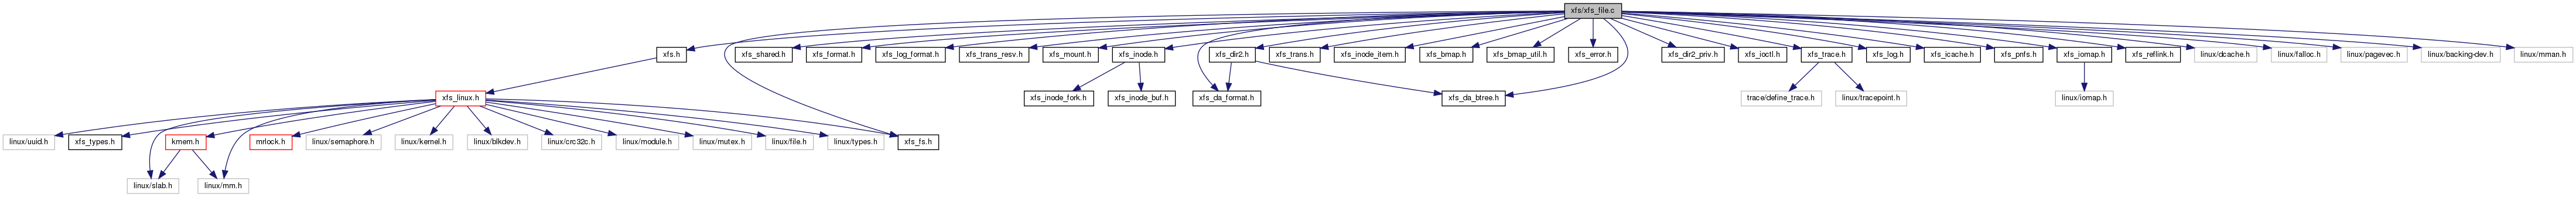 xfs/xfs_file.c
xfs.h
xfs_shared.h
xfs_format.h
xfs_log_format.h
xfs_trans_resv.h
xfs_mount.h
xfs_inode.h
xfs_dir2.h
xfs_trans.h
xfs_inode_item.h
xfs_bmap.h
xfs_bmap_util.h
xfs_error.h
xfs_dir2_priv.h
xfs_ioctl.h
xfs_trace.h
xfs_log.h
xfs_icache.h
xfs_pnfs.h
xfs_iomap.h
xfs_reflink.h
linux/dcache.h
linux/falloc.h
linux/pagevec.h
linux/backing-dev.h
linux/mman.h
xfs_linux.h
xfs_inode_fork.h
xfs_inode_buf.h
xfs_da_format.h
xfs_da_btree.h
trace/define_trace.h
linux/tracepoint.h
linux/iomap.h
linux/uuid.h
xfs_types.h
kmem.h
mrlock.h
linux/semaphore.h
linux/kernel.h
linux/blkdev.h
linux/crc32c.h
linux/module.h
linux/mutex.h
linux/file.h
linux/types.h
xfs_fs.h
linux/slab.h
linux/mm.h